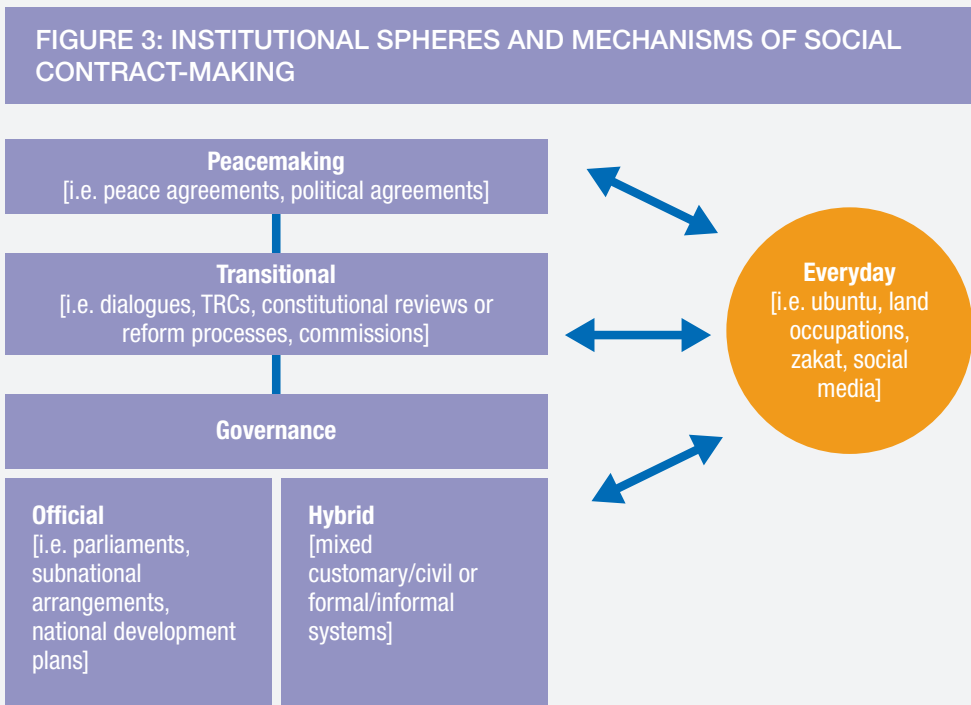 FIGURE 3: INSTITUTIONAL SPHERES AND MECHANISMS OF SOCIAL
CONTRACT-MAKING
Peacemaking
[i.e. peace agreements, political agreements]
Transitional
[i.e. dialogues, TRCs, constitutional reviews or
reform processes, commissions]
Governance
Official
[i.e. parliaments,
subnational
arrangements,
national development
plans]
Hybrid
[mixed
customary/civil or
formal/informal
systems]
Everyday
[i.e. ubuntu, land
occupations,
zakat, social
media]